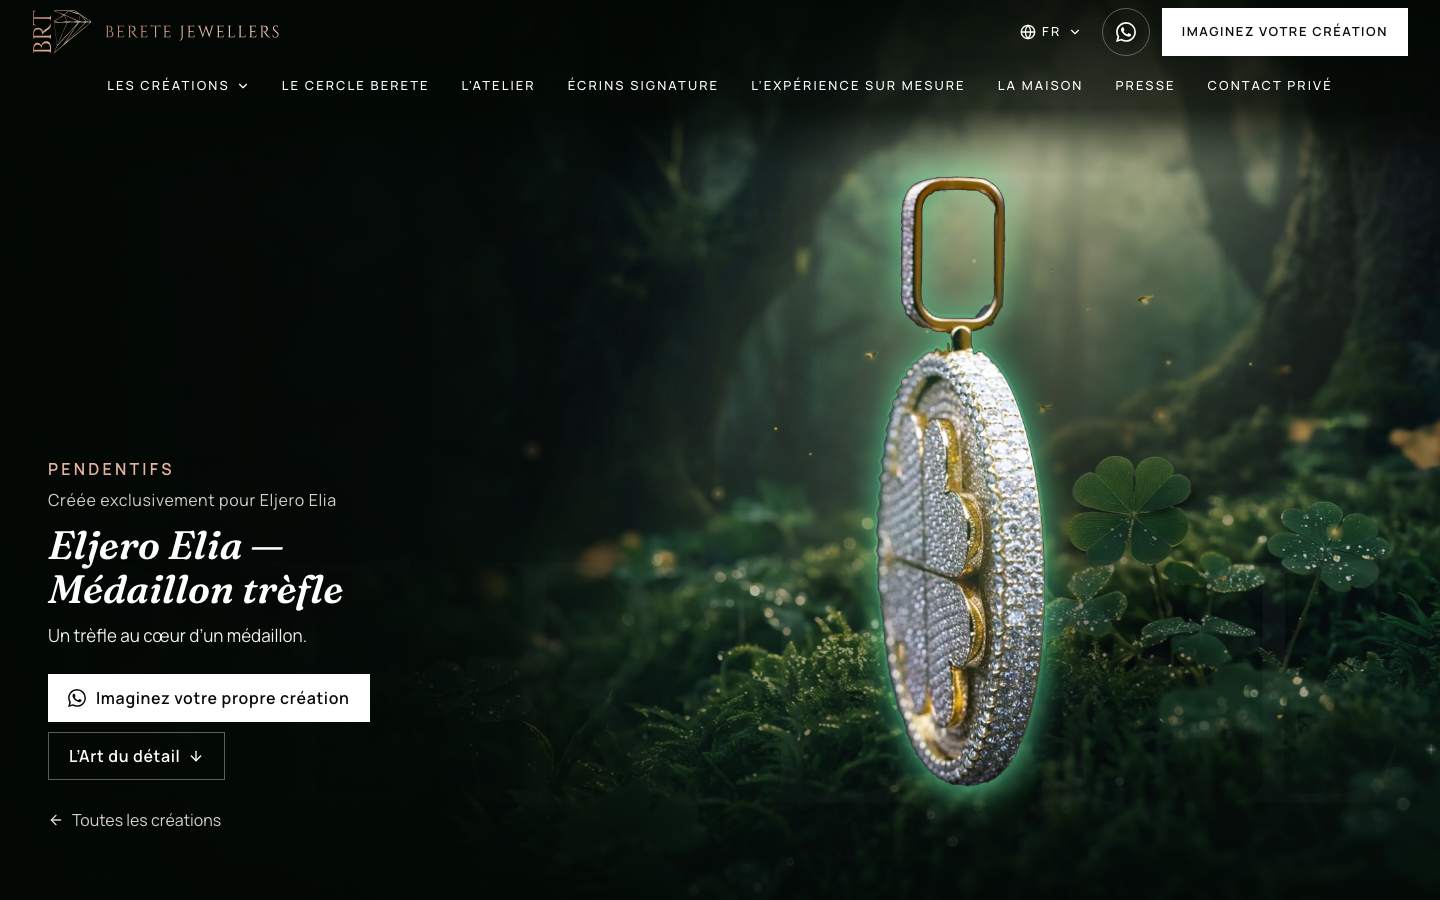 BRT
BERETE JEWELLERS
FR
IMAGINEZ VOTRE CRÉATION
LES CRÉATIONS
LE CERCLE BERETE
L'ATELIER
ÉCRINS SIGNATURE
L'EXPÉRIENCE SUR MESURE
LA MAISON
PRESSE
CONTACT PRIVÉ
PENDENTIFS
Créée exclusivement pour Eljero Elia
Eljero Elia —
Médaillon trèfle
Un trèfle au cœur d'un médaillon.
Imaginez votre propre création
L'Art du détail ↓
← Toutes les créations